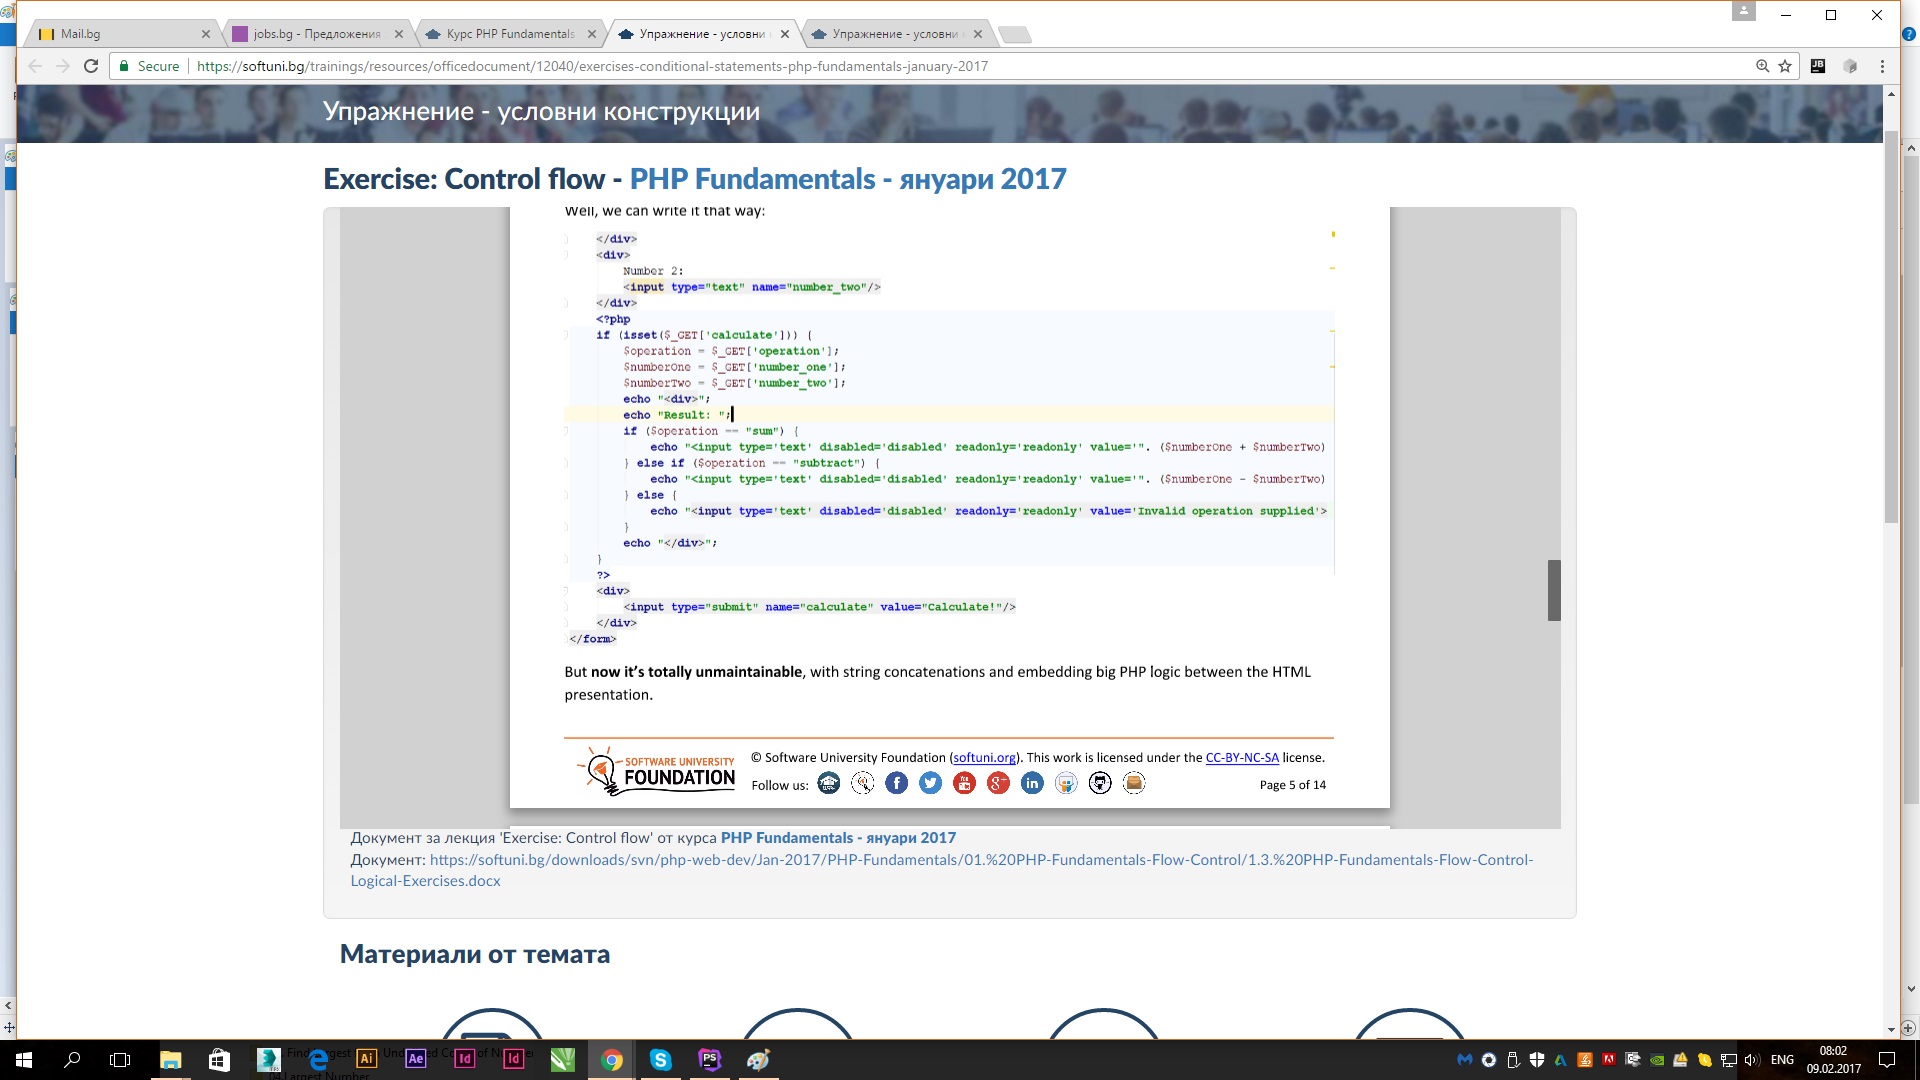 Mail.bg
jobs.bg - Предложения
Курс PHP Fundamentals
Упражнение - условни
Упражнение - условни
Secure
https://softuni.bg/trainings/resources/officedocument/12040/exercises-conditional-statements-php-fundamentals-january-2017
Упражнение - условни конструкции
Exercise: Control flow - PHP Fundamentals - януари 2017
Well, we can write it that way:
</div>
<div>
Number 2:
<input type="text" name="number_two"/>
</div>
<?php
if (isset($_GET['calculate'])) {
$operation = $_GET['operation'];
$numberOne = $_GET['number_one'];
$numberTwo = $_GET['number_two'];
echo "<div>";
echo "Result: ";
if ($operation == "sum") {
echo "<input type='text' disabled='disabled' readonly='readonly' value='". ($numberOne + $numberTwo)
} else if ($operation == "subtract") {
echo "<input type='text' disabled='disabled' readonly='readonly' value='". ($numberOne - $numberTwo)
} else {
echo "<input type='text' disabled='disabled' readonly='readonly' value='Invalid operation supplied'>
}
echo "</div>";
}
?>
<div>
<input type="submit" name="calculate" value="Calculate!"/>
</div>
</form>
But now it's totally unmaintainable, with string concatenations and embedding big PHP logic between the HTML
presentation.
SOFTWARE UNIVERSITY
FOUNDATION
© Software University Foundation (softuni.org). This work is licensed under the CC-BY-NC-SA license.
Follow us:
Page 5 of 14
Документ за лекция 'Exercise: Control flow' от курса PHP Fundamentals - януари 2017
Документ: https://softuni.bg/downloads/svn/php-web-dev/Jan-2017/PHP-Fundamentals/01.%20PHP-Fundamentals-Flow-Control/1.3.%20PHP-Fundamentals-Flow-Control-
Logical-Exercises.docx
Материали от темата
ENG
08:02
09.02.2017